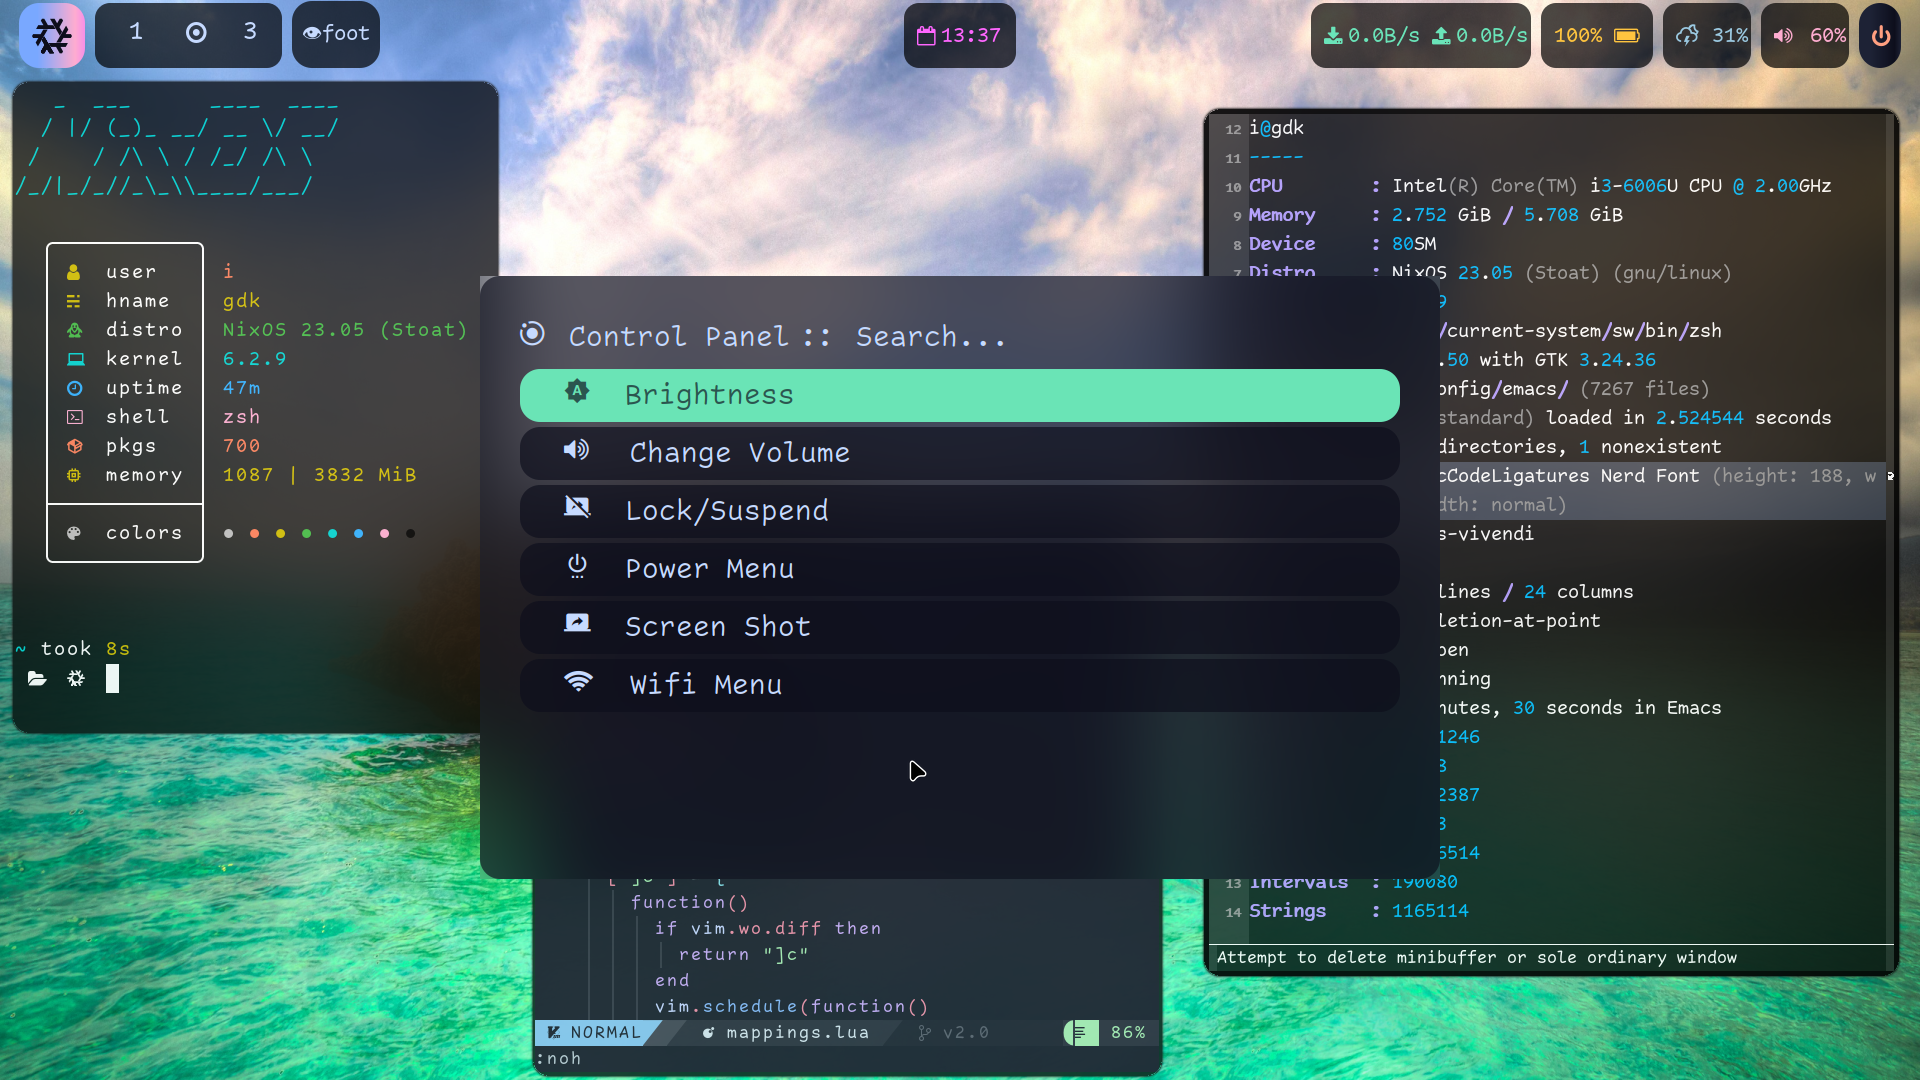 1 3
foot
13:37
0.0B/s 0.0B/s
100%
31%
60%
user i
hname gdk
distro NixOS 23.05 (Stoat)
kernel 6.2.9
uptime 47m
shell zsh
pkgs 700
memory 1087 | 3832 MiB
colors
~ took 8s
Control Panel :: Search...
Brightness
Change Volume
Lock/Suspend
Power Menu
Screen Shot
Wifi Menu
12 i@gdk
11 -----
10 CPU : Intel(R) Core(TM) i3-6006U CPU @ 2.00GHz
9 Memory : 2.752 GiB / 5.708 GiB
8 Device : 80SM
7 Distro : NixOS 23.05 (Stoat) (gnu/linux)
9
/current-system/sw/bin/zsh
.50 with GTK 3.24.36
onfig/emacs/ (7267 files)
standard) loaded in 2.524544 seconds
directories, 1 nonexistent
cCodeLigatures Nerd Font (height: 188, w
dth: normal)
s-vivendi
lines / 24 columns
letion-at-point
pen
nning
nutes, 30 seconds in Emacs
1246
2387
6514
13 Intervals : 190080
14 Strings : 1165114
Attempt to delete minibuffer or sole ordinary window
function()
if vim.wo.diff then
return "]c"
end
vim.schedule(function()
NORMAL mappings.lua v2.0 86%
:noh